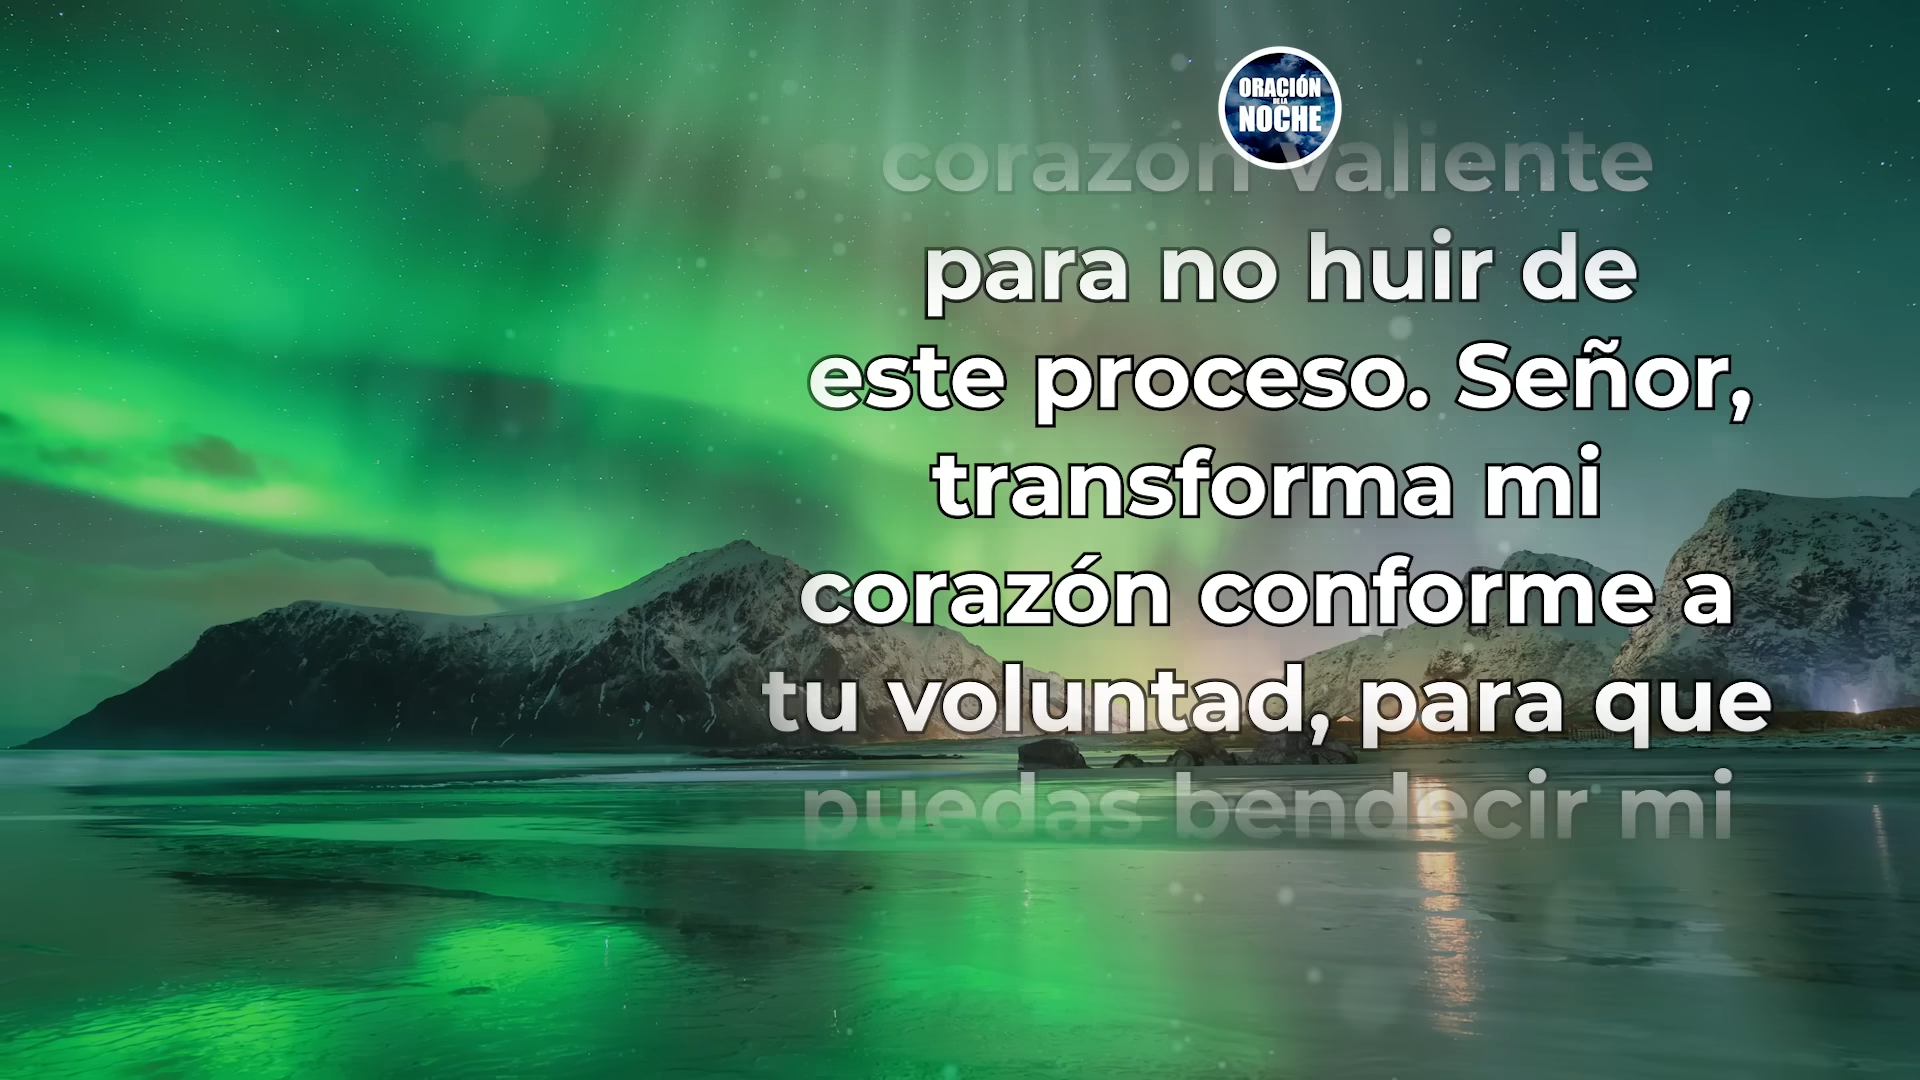 ORACIÓN
DE LA
NOCHE
corazón valiente
para no huir de
este proceso. Señor,
transforma mi
corazón conforme a
tu voluntad, para que
puedas bendecir mi